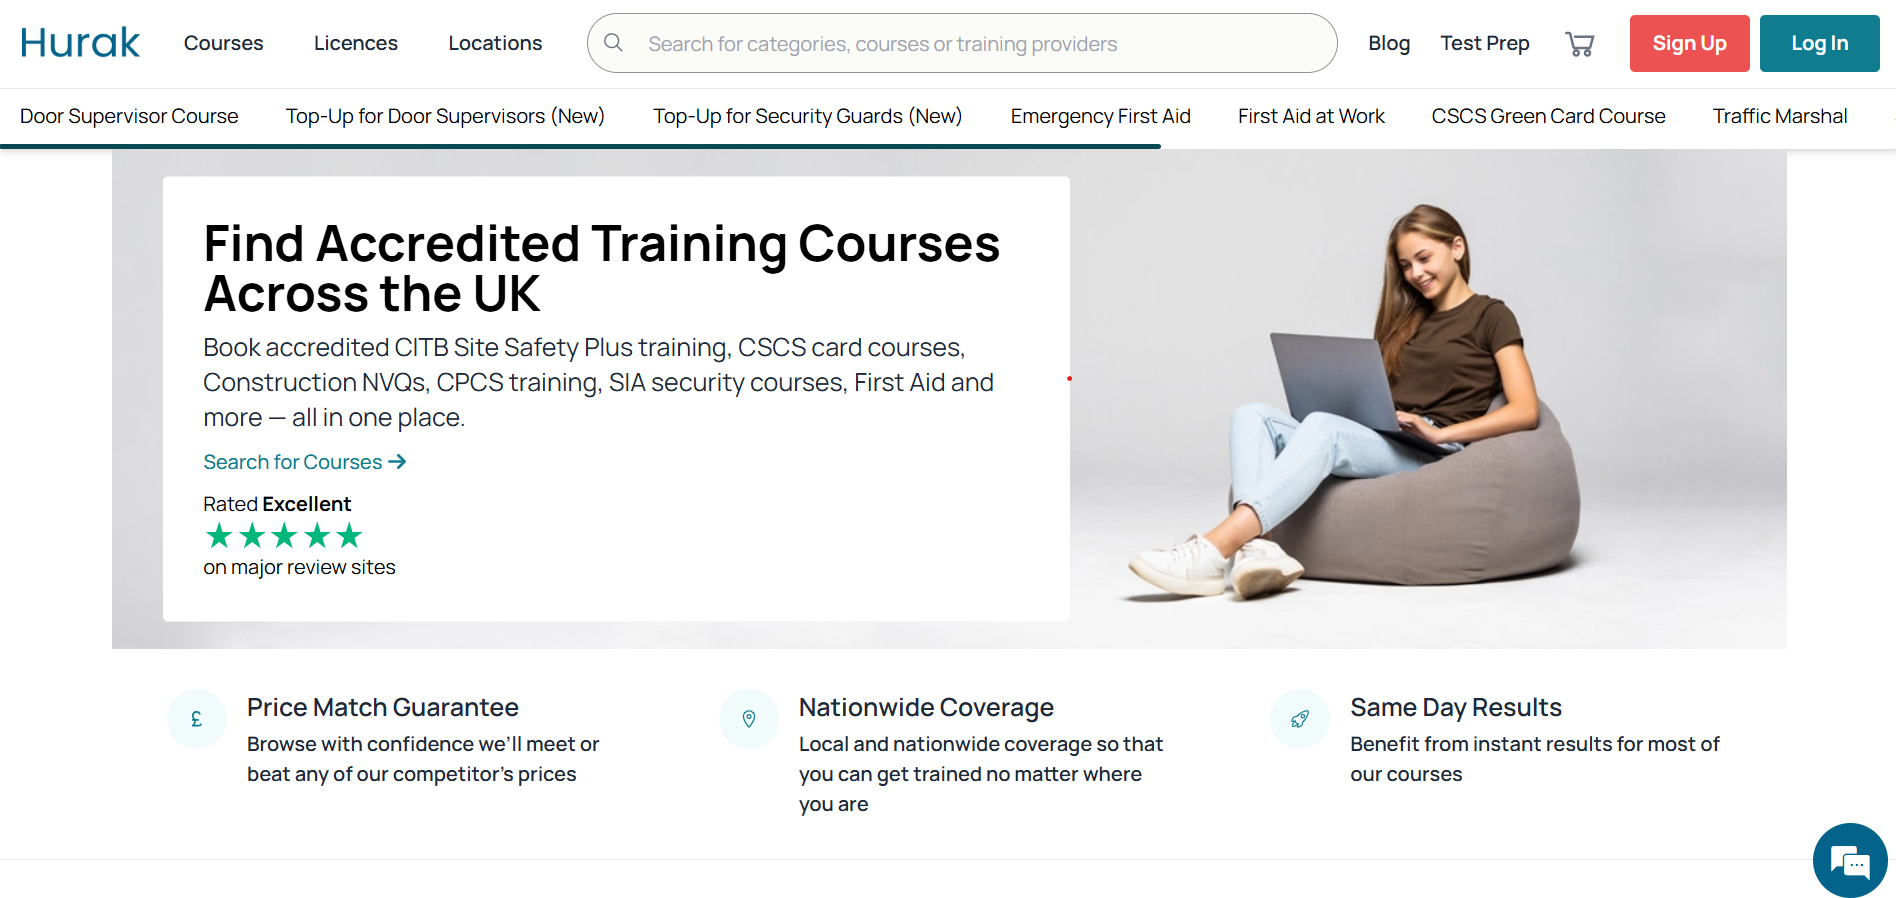 Hurak
Courses
Licences
Locations
Search for categories, courses or training providers
Blog
Test Prep
Sign Up
Log In
Door Supervisor Course
Top-Up for Door Supervisors (New)
Top-Up for Security Guards (New)
Emergency First Aid
First Aid at Work
CSCS Green Card Course
Traffic Marshal
Find Accredited Training Courses
Across the UK
Book accredited CITB Site Safety Plus training, CSCS card courses,
Construction NVQs, CPCS training, SIA security courses, First Aid and
more — all in one place.
Search for Courses →
Rated Excellent
★★★★★
on major review sites
£
Price Match Guarantee
Browse with confidence we'll meet or
beat any of our competitor's prices
Nationwide Coverage
Local and nationwide coverage so that
you can get trained no matter where
you are
Same Day Results
Benefit from instant results for most of
our courses